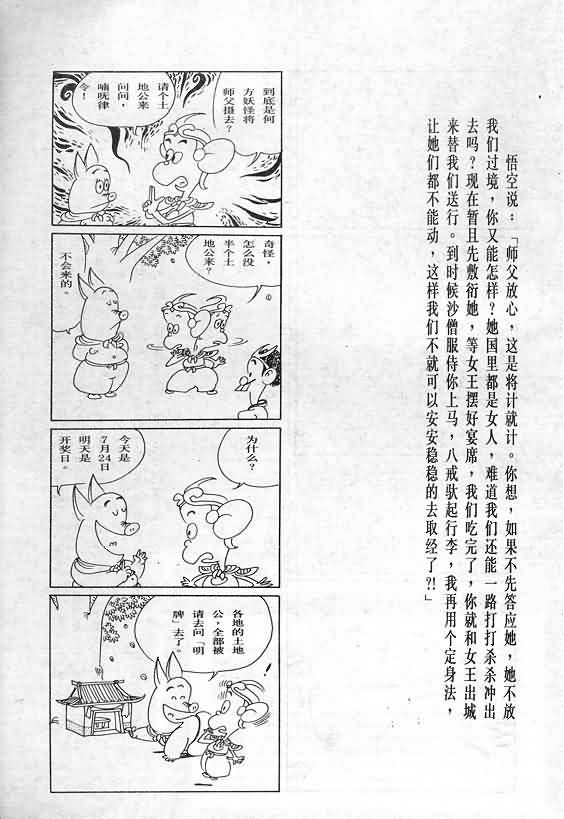 悟空说：「师父放心，这是将计就计。你想，如果不先答应她，她不放
我们过境，你又能怎样？她国里都是女人，难道我们还能一路打打杀杀冲出
去吗？现在暂且先敷衍她，等女王摆好宴席，我们吃完了，你就和女王出城
来替我们送行。到时候沙僧服侍你上马，八戒驮起行李，我再用个定身法，
让她们都不能动，这样我们不就可以安安稳稳的去取经了?!」
到底是何
方妖怪将
师父摄去？
请个土
地公来
问问，
喃呒律
令！
奇怪，
怎么没
半个土
地公来？
不会来的。
为什么？
今天是
7月24日
明天是
开奖日。
各地的土地
公，全部被
请去问「明
牌」去了。